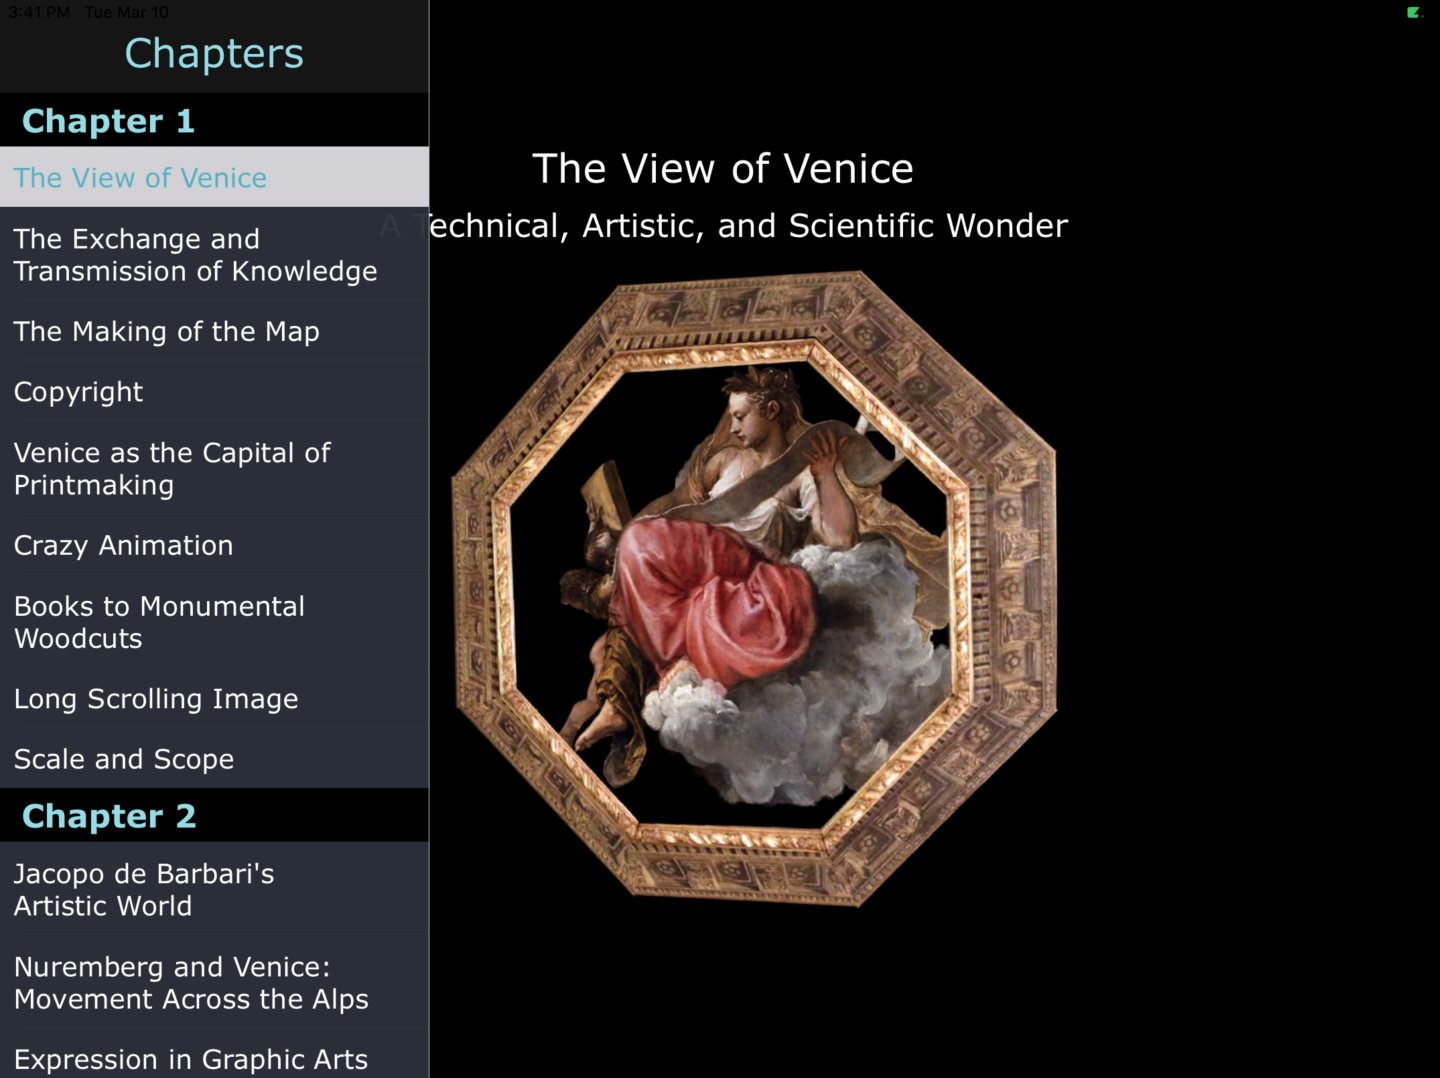 3:41 PM Tue Mar 10
Chapters
Chapter 1
The View of Venice
The Exchange and
Transmission of Knowledge
The Making of the Map
Copyright
Venice as the Capital of
Printmaking
Crazy Animation
Books to Monumental
Woodcuts
Long Scrolling Image
Scale and Scope
Chapter 2
Jacopo de Barbari's
Artistic World
Nuremberg and Venice:
Movement Across the Alps
Expression in Graphic Arts
The View of Venice
A Technical, Artistic, and Scientific Wonder